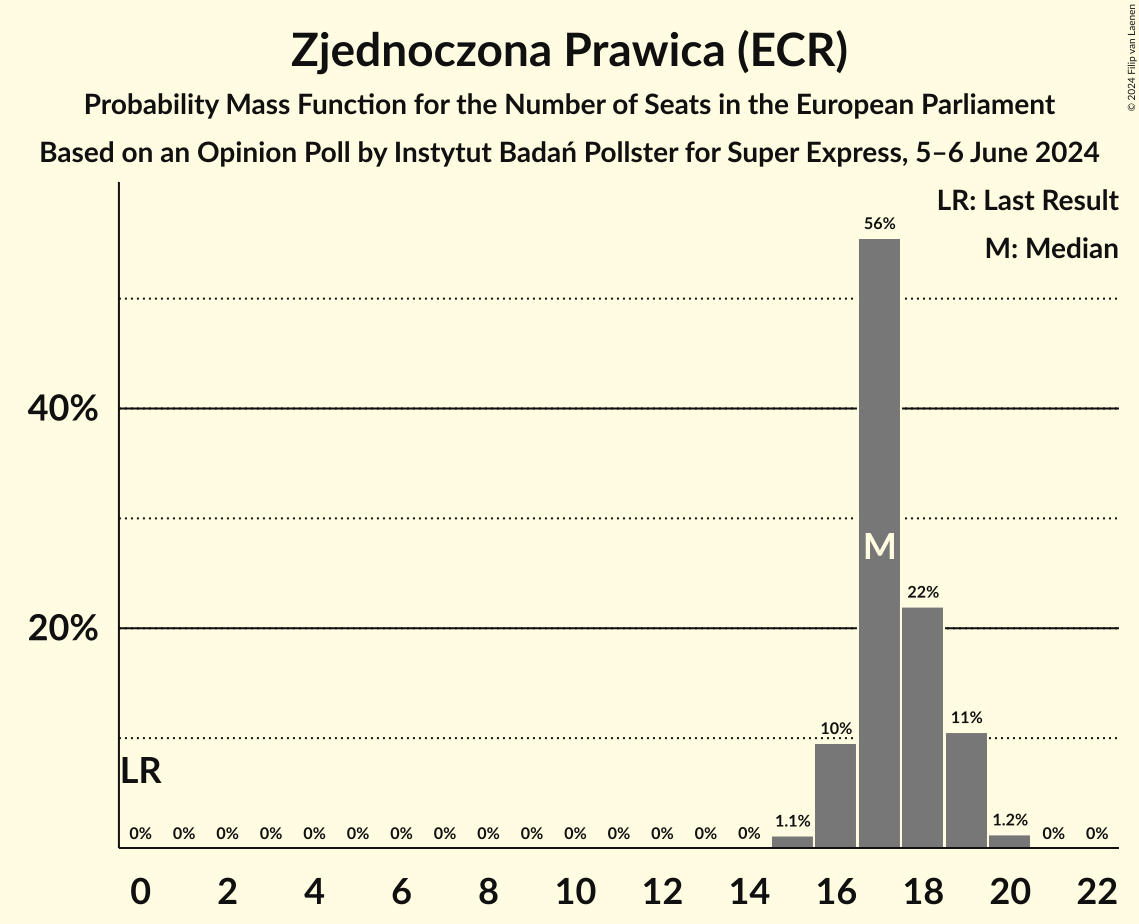 Zjednoczona Prawica (ECR)
Probability Mass Function for the Number of Seats in the European Parliament
Based on an Opinion Poll by Instytut Badań Pollster for Super Express, 5–6 June 2024
© 2024 Filip van Laenen
LR: Last Result
M: Median
56%
40%
M
22%
20%
11%
10%
LR
1.1% 1.2%
0% 0% 0% 0% 0% 0% 0% 0% 0% 0% 0% 0% 0% 0% 0% 0% 0%
0 2 4 6 8 10 12 14 16 18 20 22